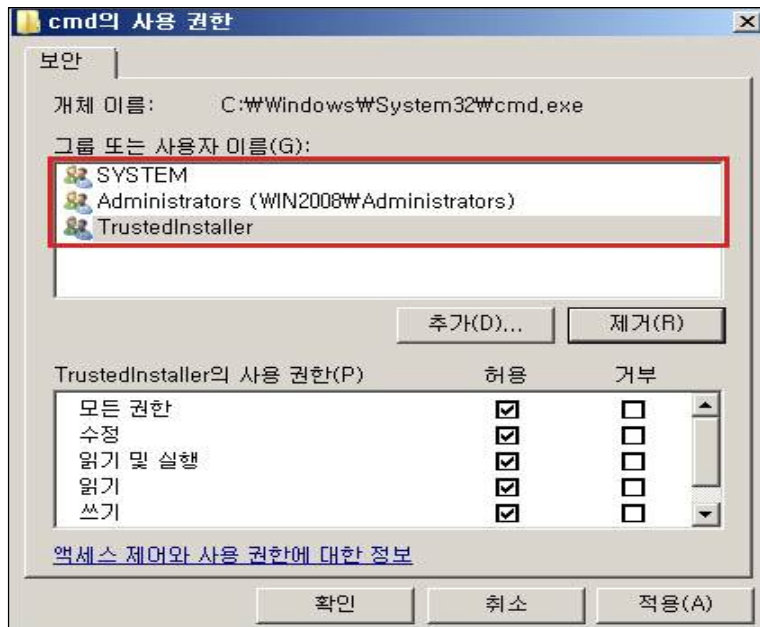 cmd의 사용 권한
보안
개체 이름: C:₩Windows₩System32₩cmd.exe
그룹 또는 사용자 이름(G):
SYSTEM
Administrators (WIN2008₩Administrators)
TrustedInstaller
추가(D)... 제거(R)
TrustedInstaller의 사용 권한(P) 허용 거부
모든 권한
수정
읽기 및 실행
읽기
쓰기
액세스 제어와 사용 권한에 대한 정보
확인 취소 적용(A)